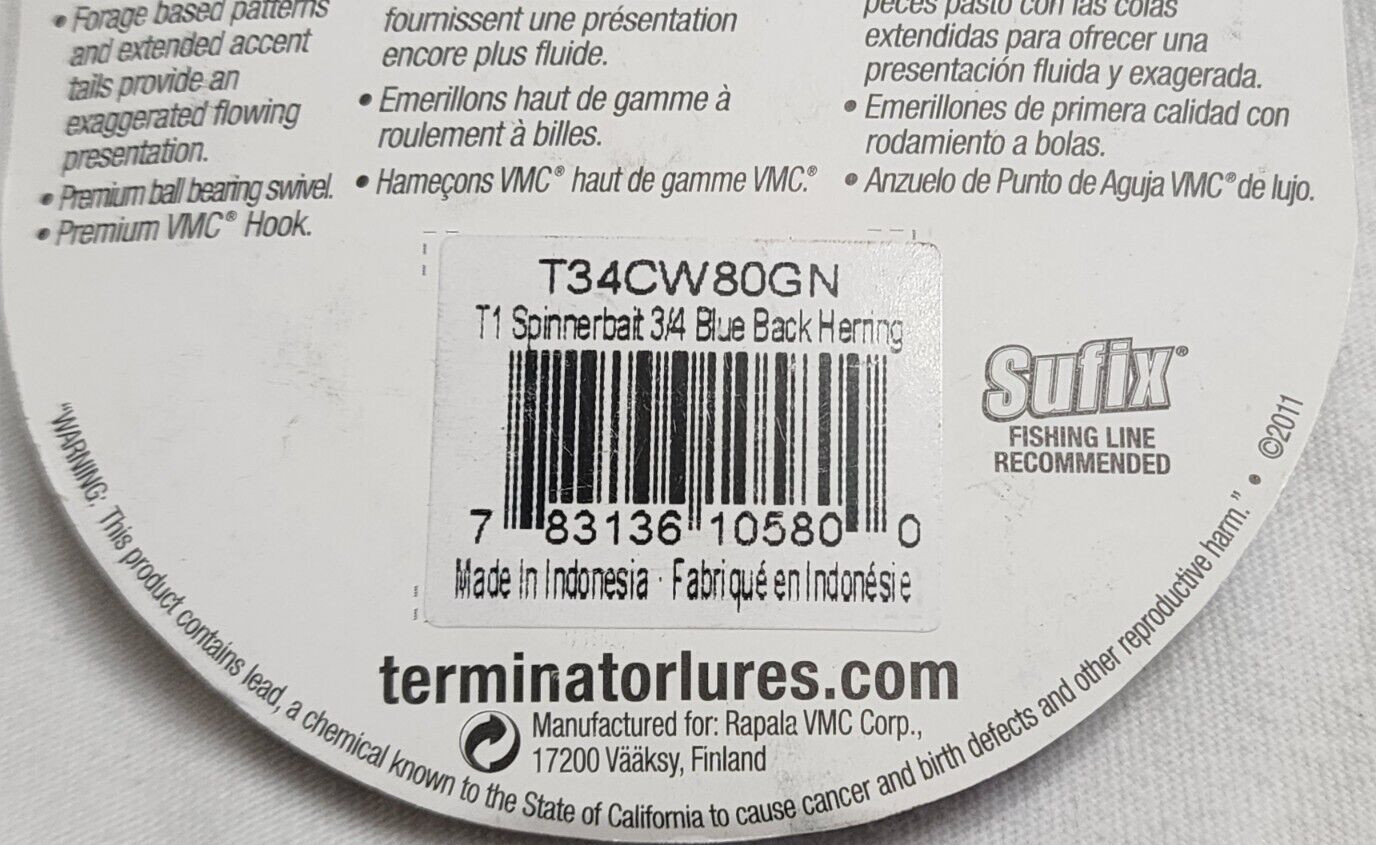 • Forage based patterns
and extended accent
tails provide an
exaggerated flowing
presentation.
• Premium ball bearing swivel.
• Premium VMC® Hook.
fournissent une présentation
encore plus fluide.
• Emerillons haut de gamme à
roulement à billes.
• Hameçons VMC® haut de gamme VMC.®
peces pasto con las colas
extendidas para ofrecer una
presentación fluida y exagerada.
• Emerillones de primera calidad con
rodamiento a bolas.
• Anzuelo de Punto de Aguja VMC® de lujo.
T34CW80GN
T1 Spinnerbait 3/4 Blue Back Herring
7 83136 10580 0
Made in Indonesia · Fabriqué en Indonésie
Sufix®
FISHING LINE
RECOMMENDED
terminatorlures.com
Manufactured for: Rapala VMC Corp.,
17200 Vääksy, Finland
"WARNING: This product contains lead, a chemical known to the State of California to cause cancer and birth defects and other reproductive harm." • ©2011